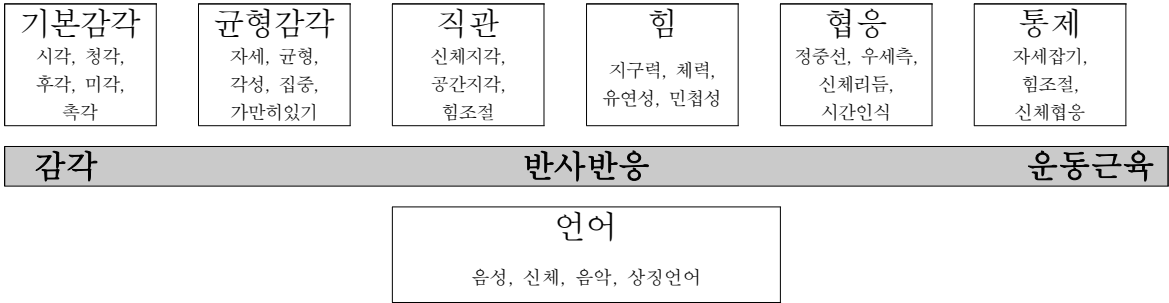 기본감각
시각, 청각,
후각, 미각,
촉각
균형감각
자세, 균형,
각성, 집중,
가만히있기
직관
신체지각,
공간지각,
힘조절
힘
지구력, 체력,
유연성, 민첩성
협응
정중선, 우세측,
신체리듬,
시간인식
통제
자세잡기,
힘조절,
신체협응
감각 반사반응 운동근육
언어
음성, 신체, 음악, 상징언어